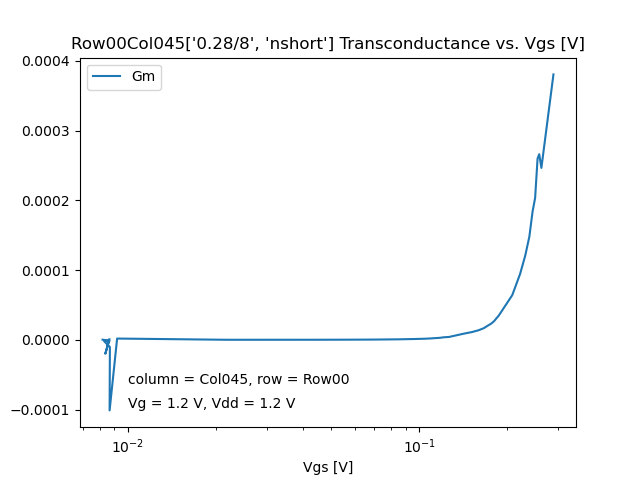 Row00Col045['0.28/8', 'nshort'] Transconductance vs. Vgs [V]
Gm
0.0004
0.0003
0.0002
0.0001
0.0000
−0.0001
column = Col045, row = Row00
Vg = 1.2 V, Vdd = 1.2 V
10⁻² 10⁻¹
Vgs [V]